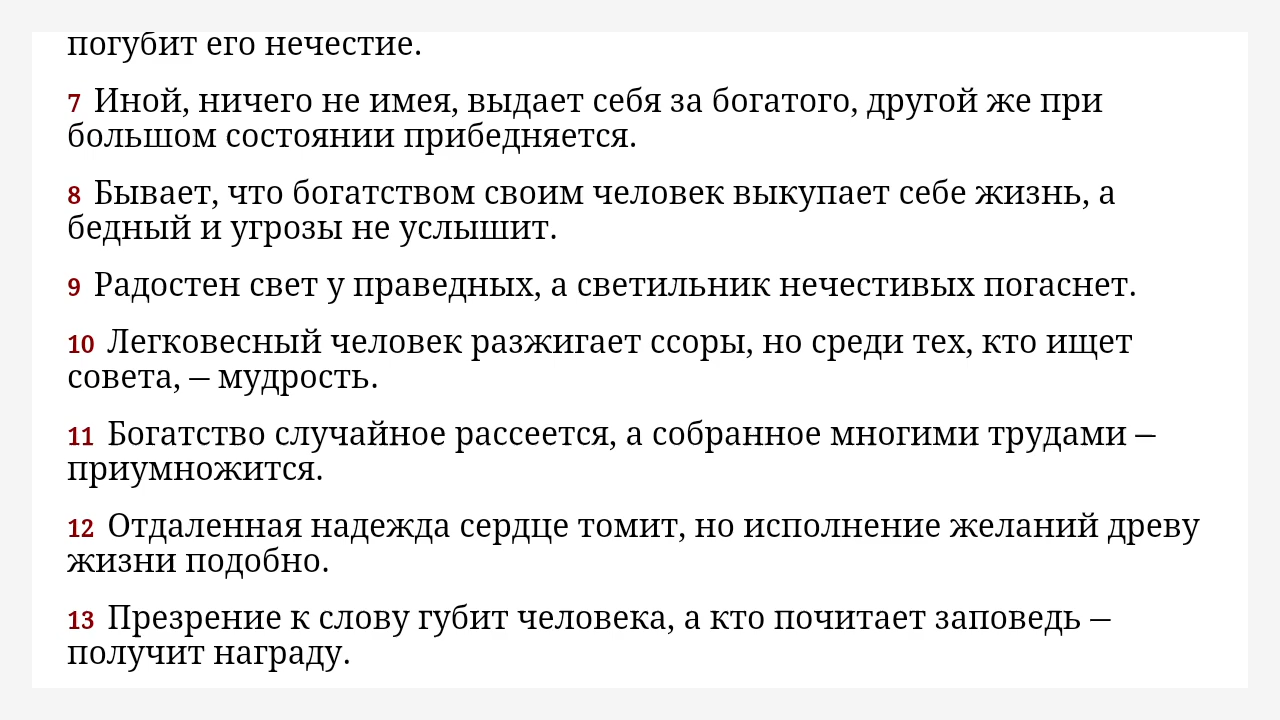 погубит его нечестие.
7 Иной, ничего не имея, выдает себя за богатого, другой же при
большом состоянии прибедняется.
8 Бывает, что богатством своим человек выкупает себе жизнь, а
бедный и угрозы не услышит.
9 Радостен свет у праведных, а светильник нечестивых погаснет.
10 Легковесный человек разжигает ссоры, но среди тех, кто ищет
совета, – мудрость.
11 Богатство случайное рассеется, а собранное многими трудами –
приумножится.
12 Отдаленная надежда сердце томит, но исполнение желаний древу
жизни подобно.
13 Презрение к слову губит человека, а кто почитает заповедь –
получит награду.